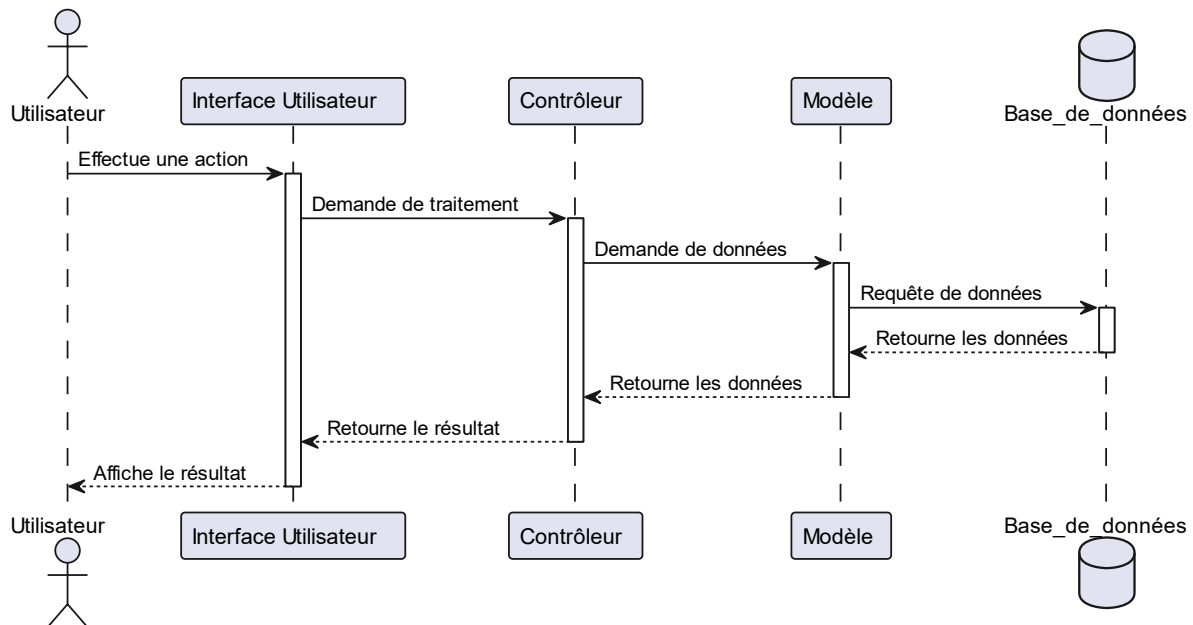 Utilisateur
Interface Utilisateur
Contrôleur
Modèle
Base_de_données
Effectue une action
Demande de traitement
Demande de données
Requête de données
Retourne les données
Retourne les données
Retourne le résultat
Affiche le résultat
Utilisateur
Interface Utilisateur
Contrôleur
Modèle
Base_de_données